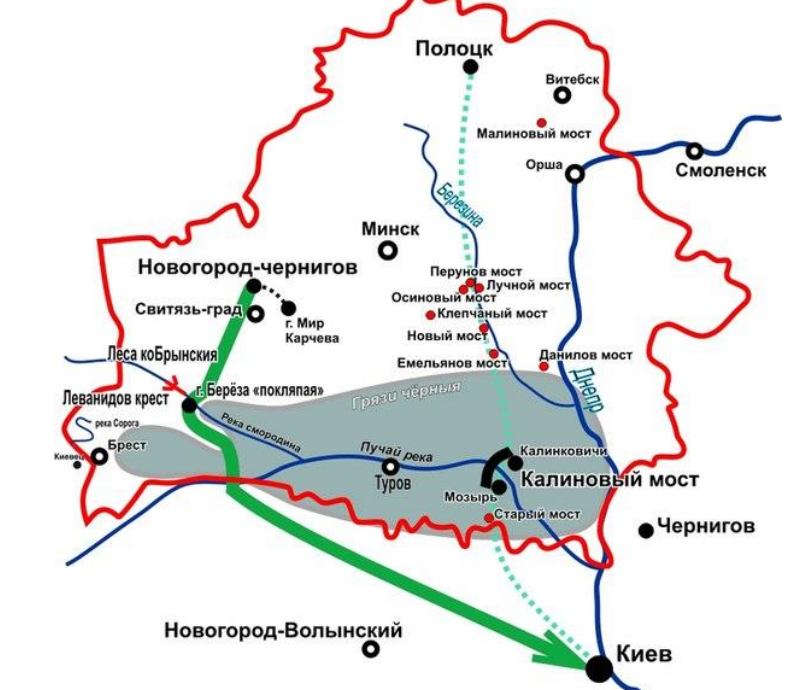 Полоцк
Витебск
Малиновый мост
Орша
Смоленск
Березина
Минск
Новогород-чернигов
Перунов мост
Лучной мост
Осиновый мост
Свитязь-град
Клепчаный мост
г. Мир
Карчева
Новый мост
Леса коБрынския
Емельянов мост
Данилов мост
Днепр
г. Берёза «покляпая»
Грязи чёрныя
Леванидов крест
река Сорога
Река смородина
Брест
Киевец
Пучай река
Калинковичи
Туров
Калиновый мост
Мозырь
Старый мост
Чернигов
Новогород-Волынский
Киев